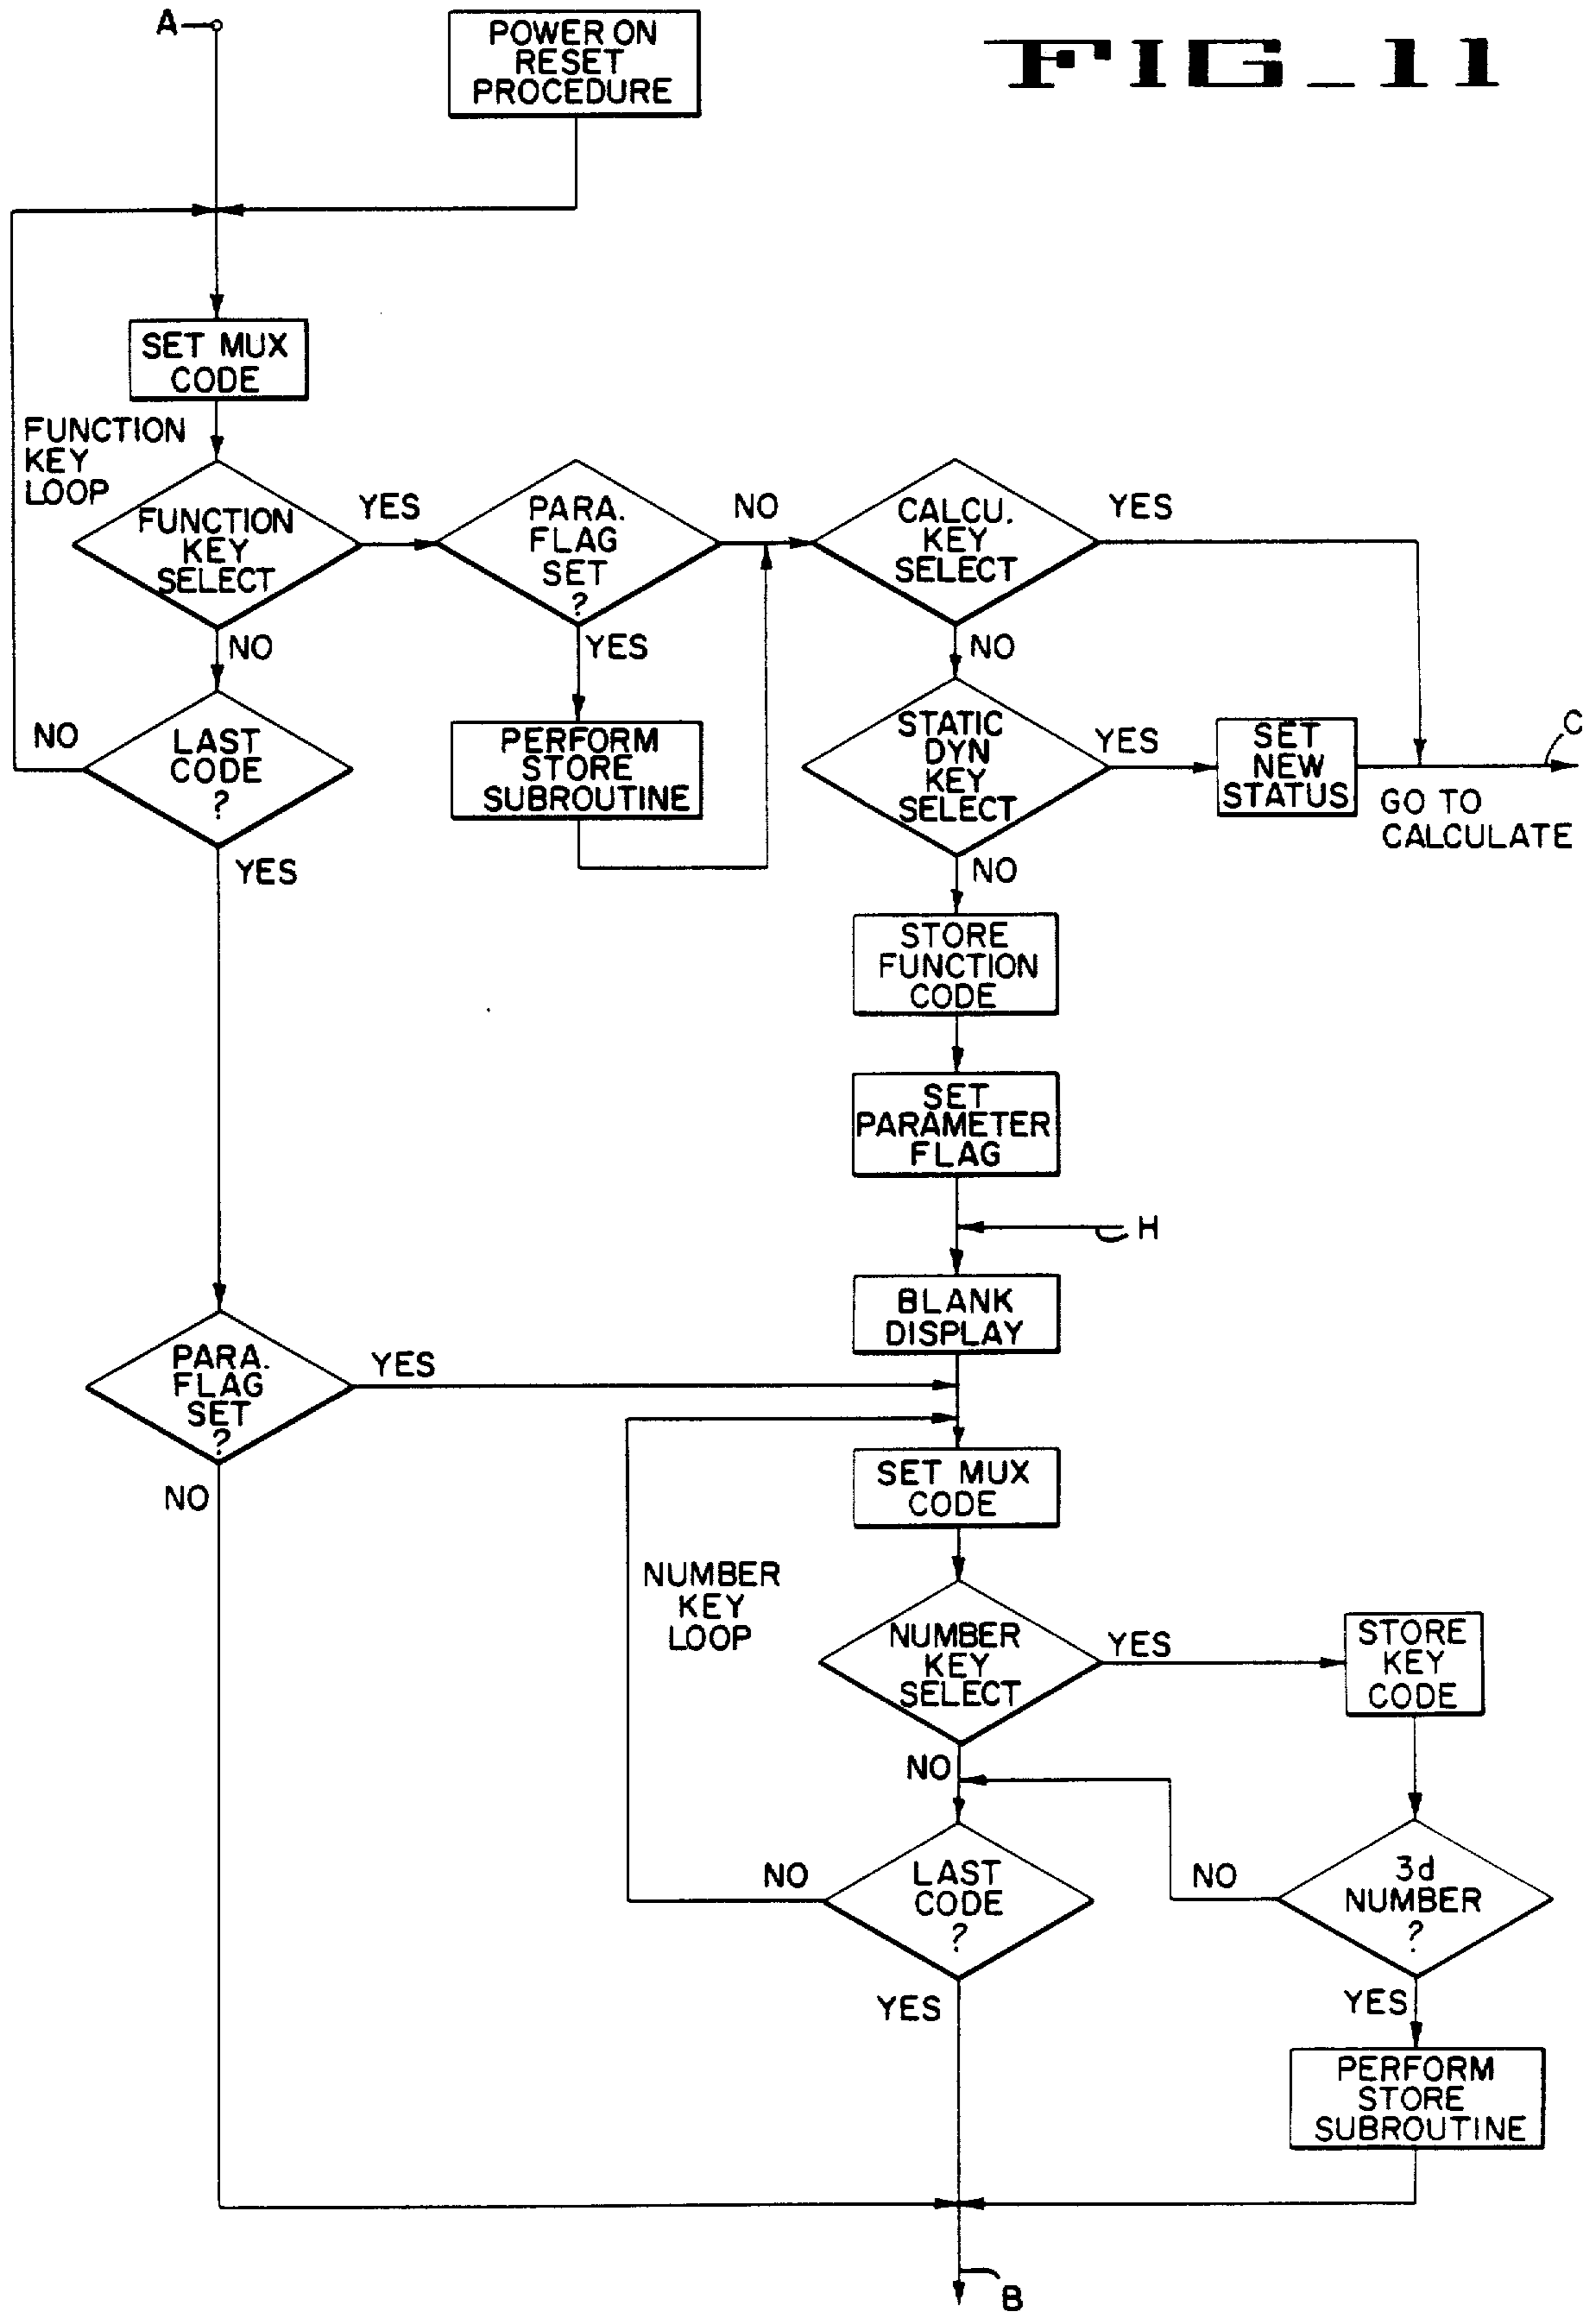 A
POWER ON
RESET
PROCEDURE
FIG_11
SET MUX
CODE
FUNCTION
KEY
LOOP
FUNCTION
KEY
SELECT
YES
NO
PARA.
FLAG
SET
?
NO
YES
CALCU.
KEY
SELECT
YES
NO
LAST
CODE
?
NO
YES
PERFORM
STORE
SUBROUTINE
STATIC
DYN
KEY
SELECT
YES
NO
SET
NEW
STATUS
C
GO TO
CALCULATE
STORE
FUNCTION
CODE
SET
PARAMETER
FLAG
H
BLANK
DISPLAY
PARA.
FLAG
SET
?
YES
NO
SET MUX
CODE
NUMBER
KEY
LOOP
NUMBER
KEY
SELECT
YES
NO
STORE
KEY
CODE
LAST
CODE
?
NO
YES
3d
NUMBER
?
NO
YES
PERFORM
STORE
SUBROUTINE
B